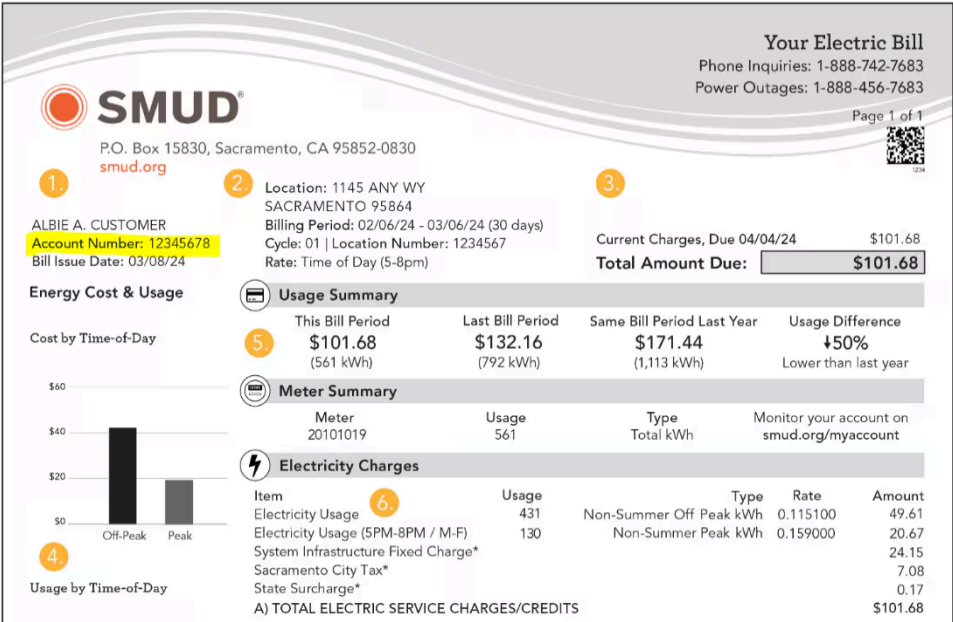 Your Electric Bill
Phone Inquiries: 1-888-742-7683
Power Outages: 1-888-456-7683
Page 1 of 1
1234
SMUD®
P.O. Box 15830, Sacramento, CA 95852-0830
smud.org
1.
ALBIE A. CUSTOMER
Account Number: 12345678
Bill Issue Date: 03/08/24
2.
Location: 1145 ANY WY
SACRAMENTO 95864
Billing Period: 02/06/24 - 03/06/24 (30 days)
Cycle: 01 | Location Number: 1234567
Rate: Time of Day (5-8pm)
3.
Current Charges, Due 04/04/24 $101.68
Total Amount Due: $101.68
Energy Cost & Usage
Cost by Time-of-Day
$60
$40
$20
$0
Off-Peak Peak
4.
Usage by Time-of-Day
Usage Summary
5.
This Bill Period Last Bill Period Same Bill Period Last Year Usage Difference
$101.68 $132.16 $171.44 ↓50%
(561 kWh) (792 kWh) (1,113 kWh) Lower than last year
Meter Summary
Meter Usage Type Monitor your account on
20101019 561 Total kWh smud.org/myaccount
Electricity Charges
6.
Item Usage Type Rate Amount
Electricity Usage 431 Non-Summer Off Peak kWh 0.115100 49.61
Electricity Usage (5PM-8PM / M-F) 130 Non-Summer Peak kWh 0.159000 20.67
System Infrastructure Fixed Charge* 24.15
Sacramento City Tax* 7.08
State Surcharge* 0.17
A) TOTAL ELECTRIC SERVICE CHARGES/CREDITS $101.68